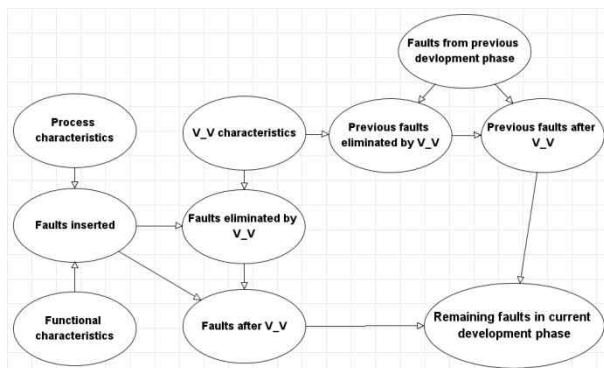 Faults from previous
devlopment phase
Process
characteristics
V_V characteristics
Previous faults
eliminated by V_V
Previous faults after
V_V
Faults inserted
Faults eliminated by
V_V
Functional
characteristics
Faults after V_V
Remaining faults in current
development phase